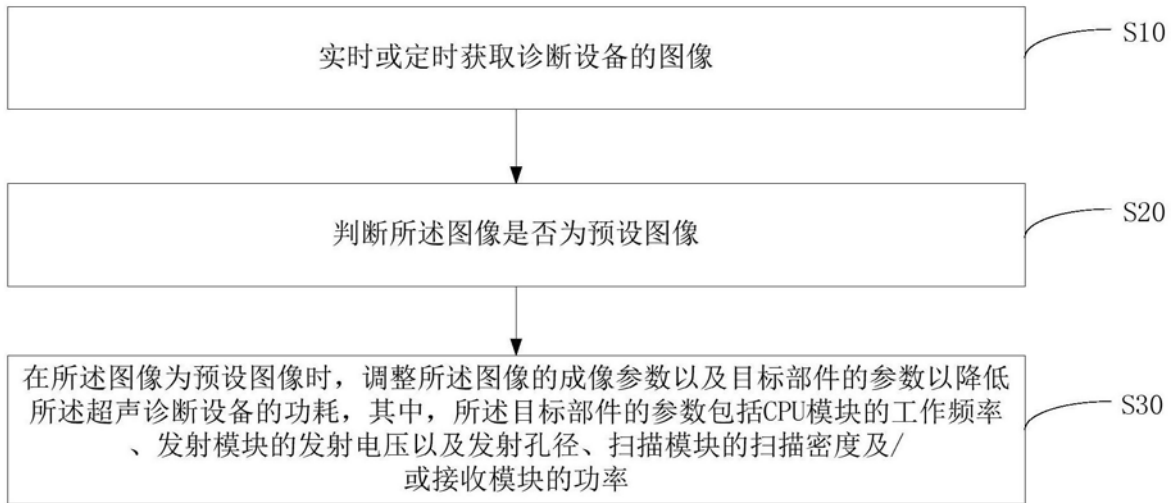 实时或定时获取诊断设备的图像
S10
判断所述图像是否为预设图像
S20
在所述图像为预设图像时，调整所述图像的成像参数以及目标部件的参数以降低
所述超声诊断设备的功耗，其中，所述目标部件的参数包括CPU模块的工作频率
、发射模块的发射电压以及发射孔径、扫描模块的扫描密度及/
或接收模块的功率
S30